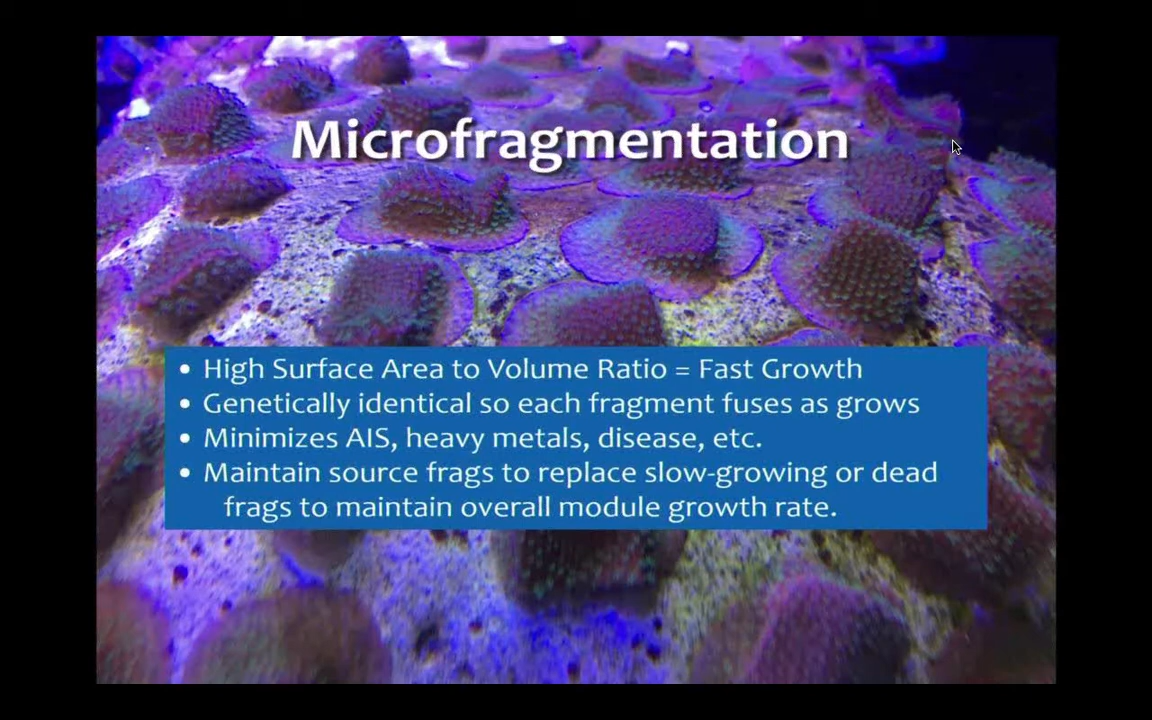 Microfragmentation
• High Surface Area to Volume Ratio = Fast Growth
• Genetically identical so each fragment fuses as grows
• Minimizes AIS, heavy metals, disease, etc.
• Maintain source frags to replace slow-growing or dead
frags to maintain overall module growth rate.